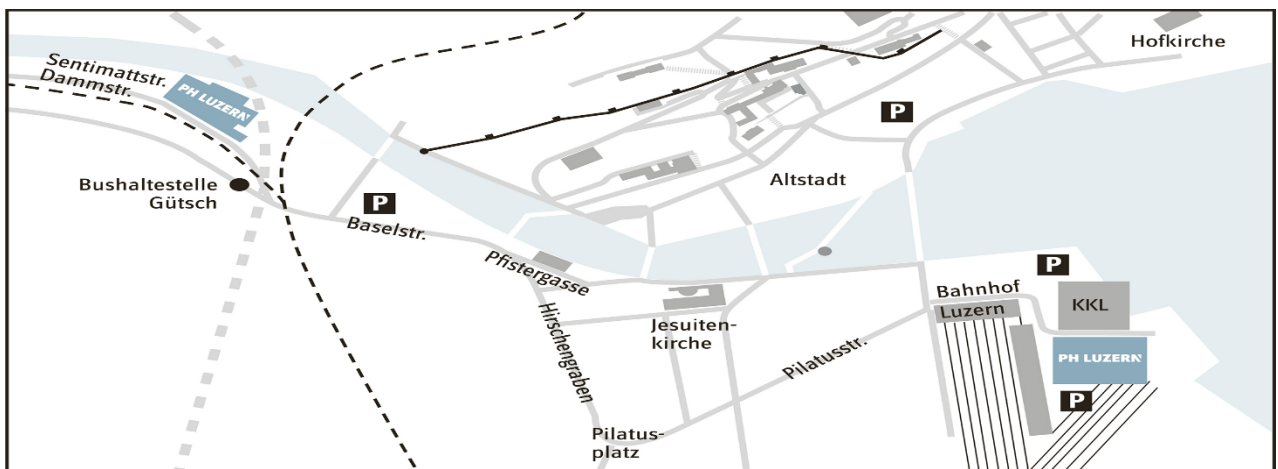 Hofkirche
Sentimattstr.
Dammstr.
PH LUZERN
P
Bushaltestelle
Gütsch
P
Altstadt
Baselstr.
Pfistergasse
P
Bahnhof
Luzern
KKL
Hirschengraben
Jesuiten-
kirche
Pilatusstr.
PH LUZERN
P
Pilatus-
platz